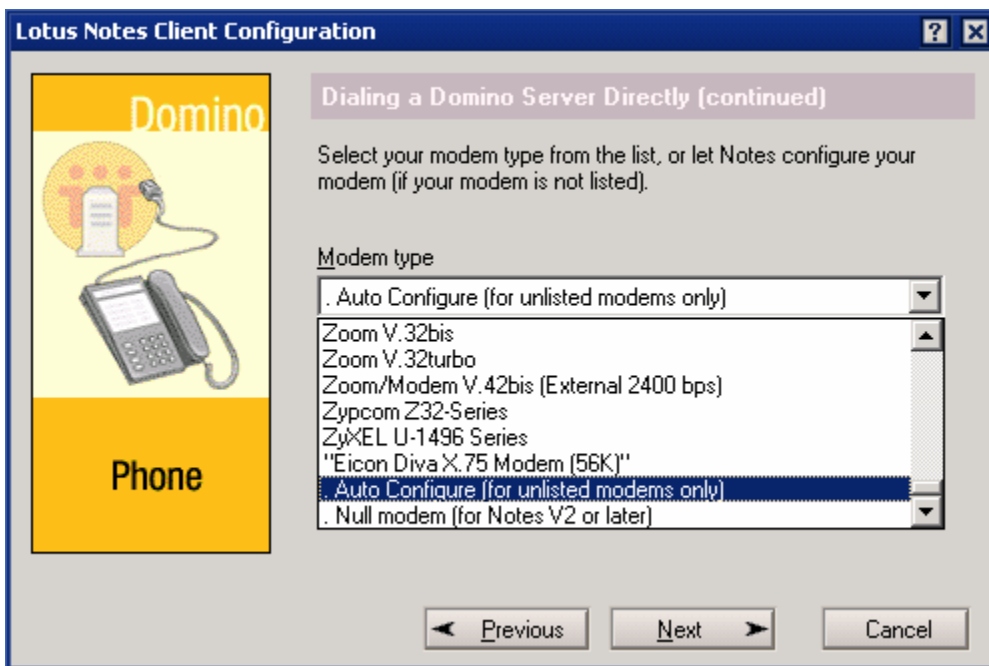 Lotus Notes Client Configuration
Domino
Phone
Dialing a Domino Server Directly (continued)
Select your modem type from the list, or let Notes configure your
modem (if your modem is not listed).
Modem type
. Auto Configure (for unlisted modems only)
Zoom V.32bis
Zoom V.32turbo
Zoom/Modem V.42bis (External 2400 bps)
Zypcom Z32-Series
ZyXEL U-1496 Series
"Eicon Diva X.75 Modem (56K)"
. Auto Configure (for unlisted modems only)
. Null modem (for Notes V2 or later)
Previous Next Cancel